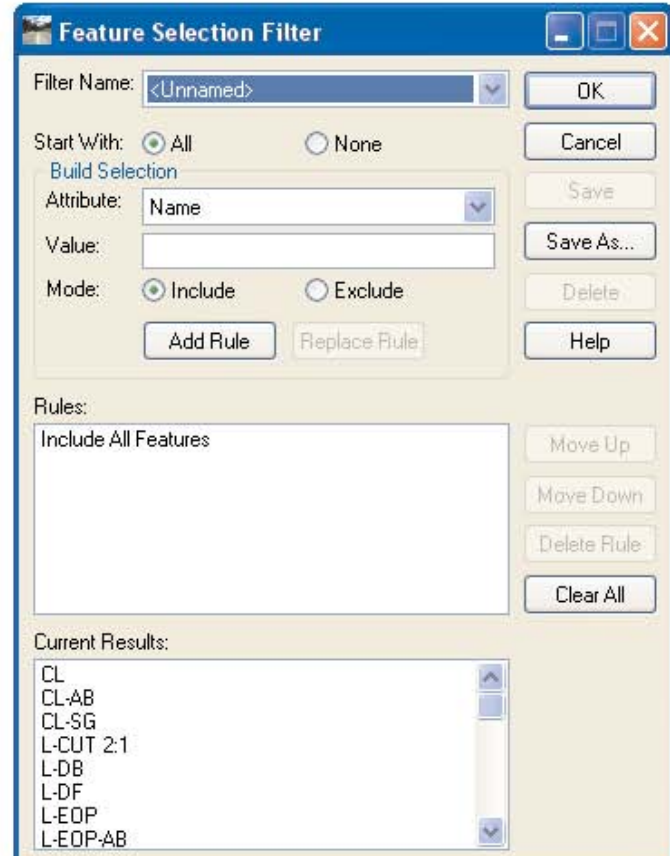 Feature Selection Filter
Filter Name: <Unnamed> OK
Start With: All None Cancel
Build Selection
Save
Attribute: Name
Value: Save As...
Mode: Include Exclude Delete
Add Rule Replace Rule Help
Rules:
Include All Features
Move Up
Move Down
Delete Rule
Clear All
Current Results:
CL
CL-AB
CL-SG
L-CUT 2:1
L-DB
L-DF
L-EOP
L-EOP-AB